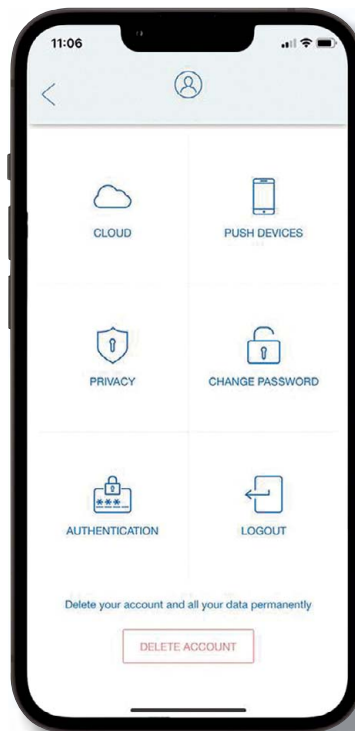 11:06
CLOUD
PUSH DEVICES
PRIVACY
CHANGE PASSWORD
***
AUTHENTICATION
LOGOUT
Delete your account and all your data permanently
DELETE ACCOUNT